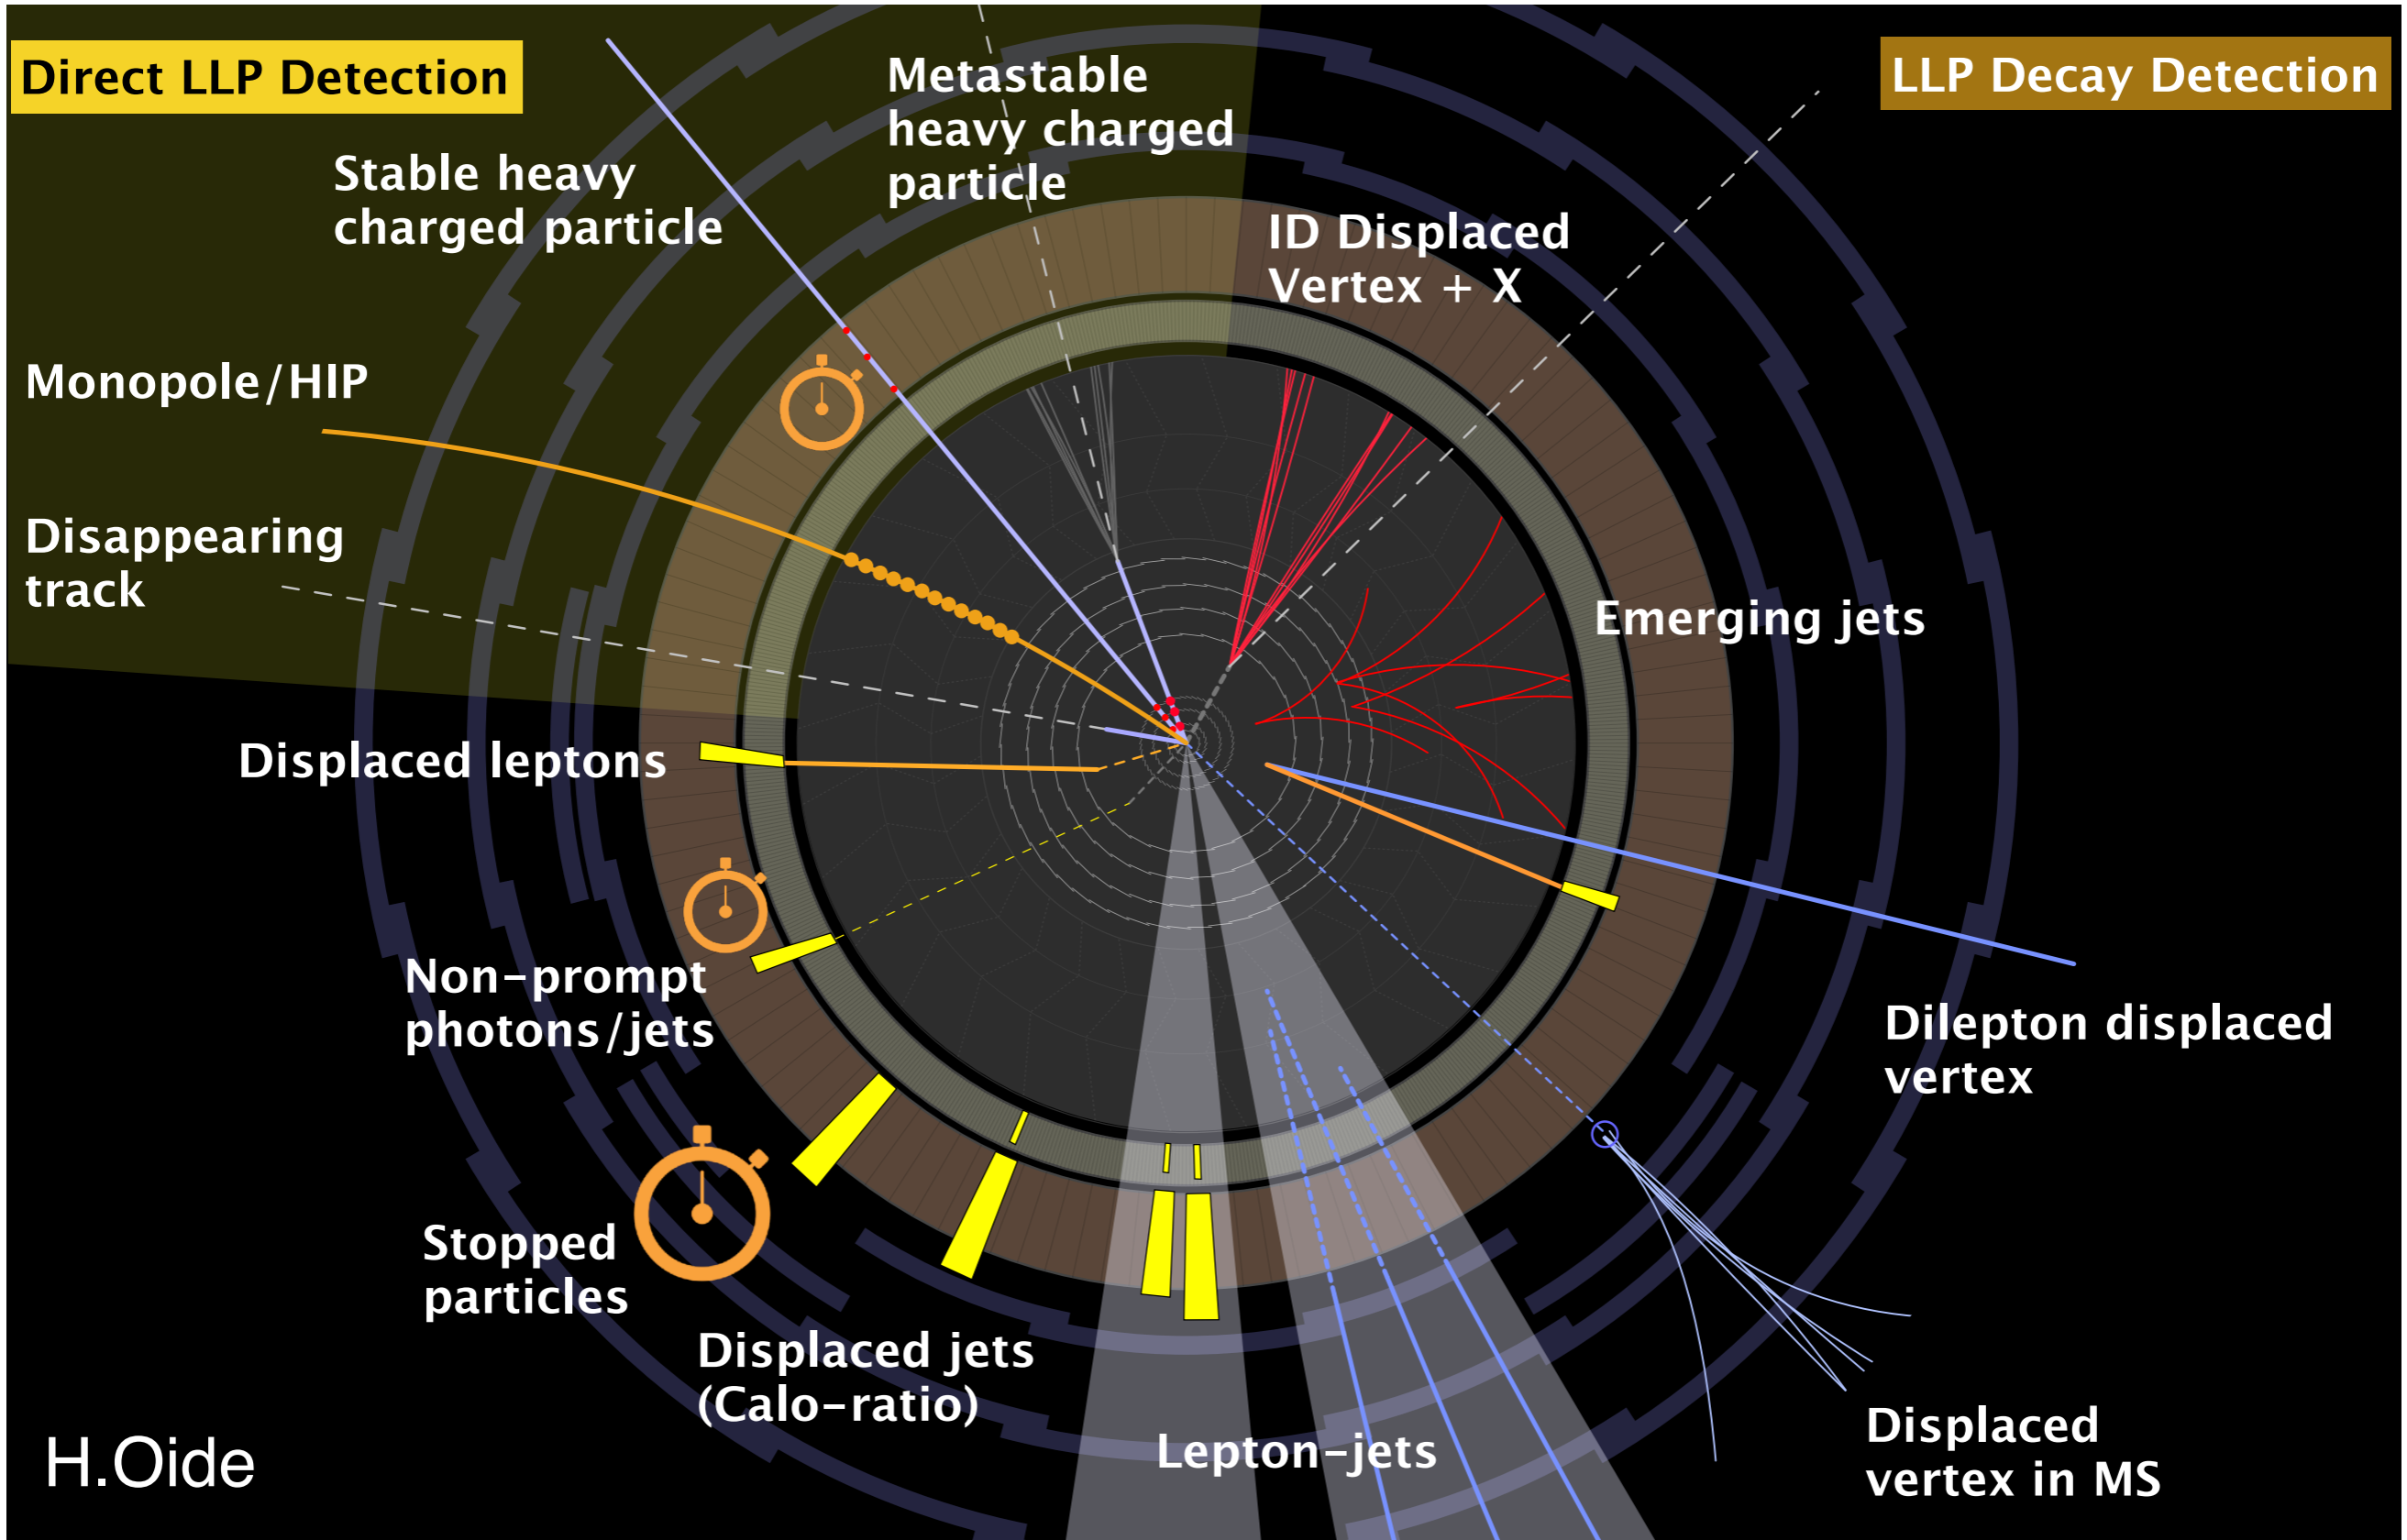 Direct LLP Detection
LLP Decay Detection
Metastable
heavy charged
particle
Stable heavy
charged particle
ID Displaced
Vertex + X
Monopole/HIP
Disappearing
track
Emerging jets
Displaced leptons
Non-prompt
photons/jets
Dilepton displaced
vertex
Stopped
particles
Displaced jets
(Calo-ratio)
Lepton-jets
Displaced
vertex in MS
H.Oide